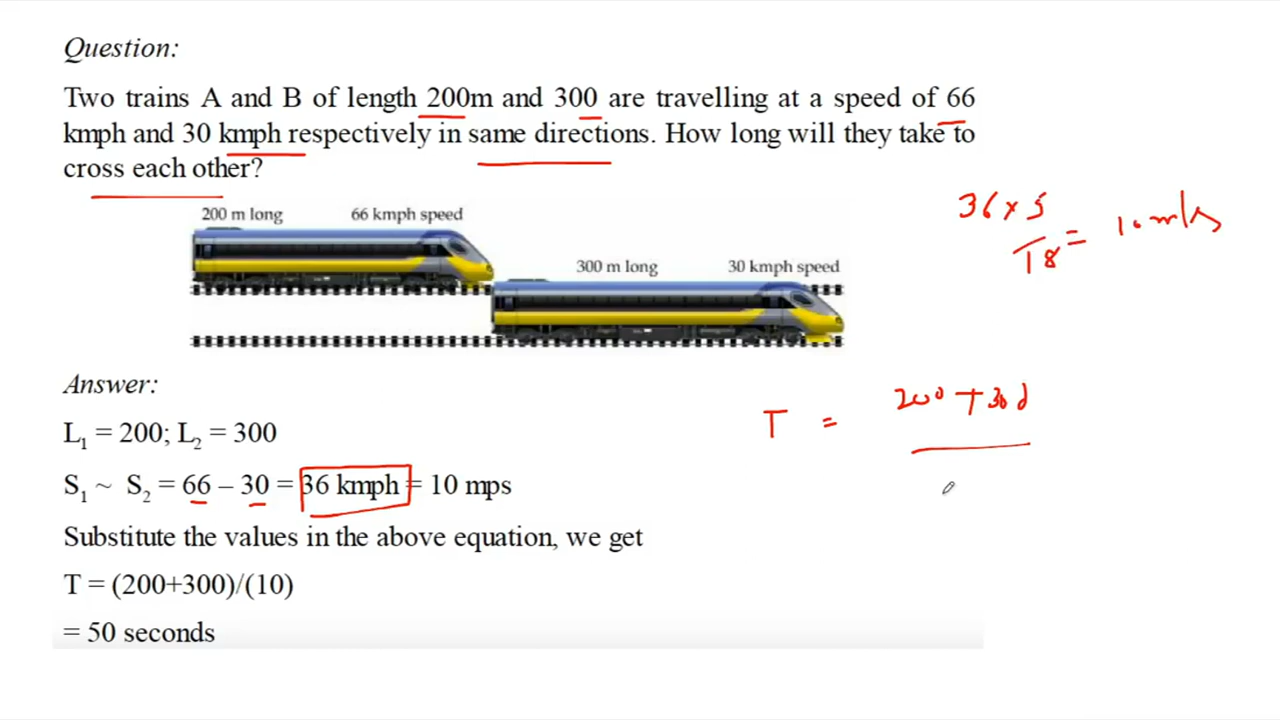 Question:
Two trains A and B of length 200m and 300 are travelling at a speed of 66
kmph and 30 kmph respectively in same directions. How long will they take to
cross each other?
200 m long 66 kmph speed
300 m long 30 kmph speed
36 x 5
18 = 10 m/s
Answer:
L₁ = 200; L₂ = 300
T = 200 + 300
S₁ ~ S₂ = 66 – 30 = 36 kmph = 10 mps
Substitute the values in the above equation, we get
T = (200+300)/(10)
= 50 seconds